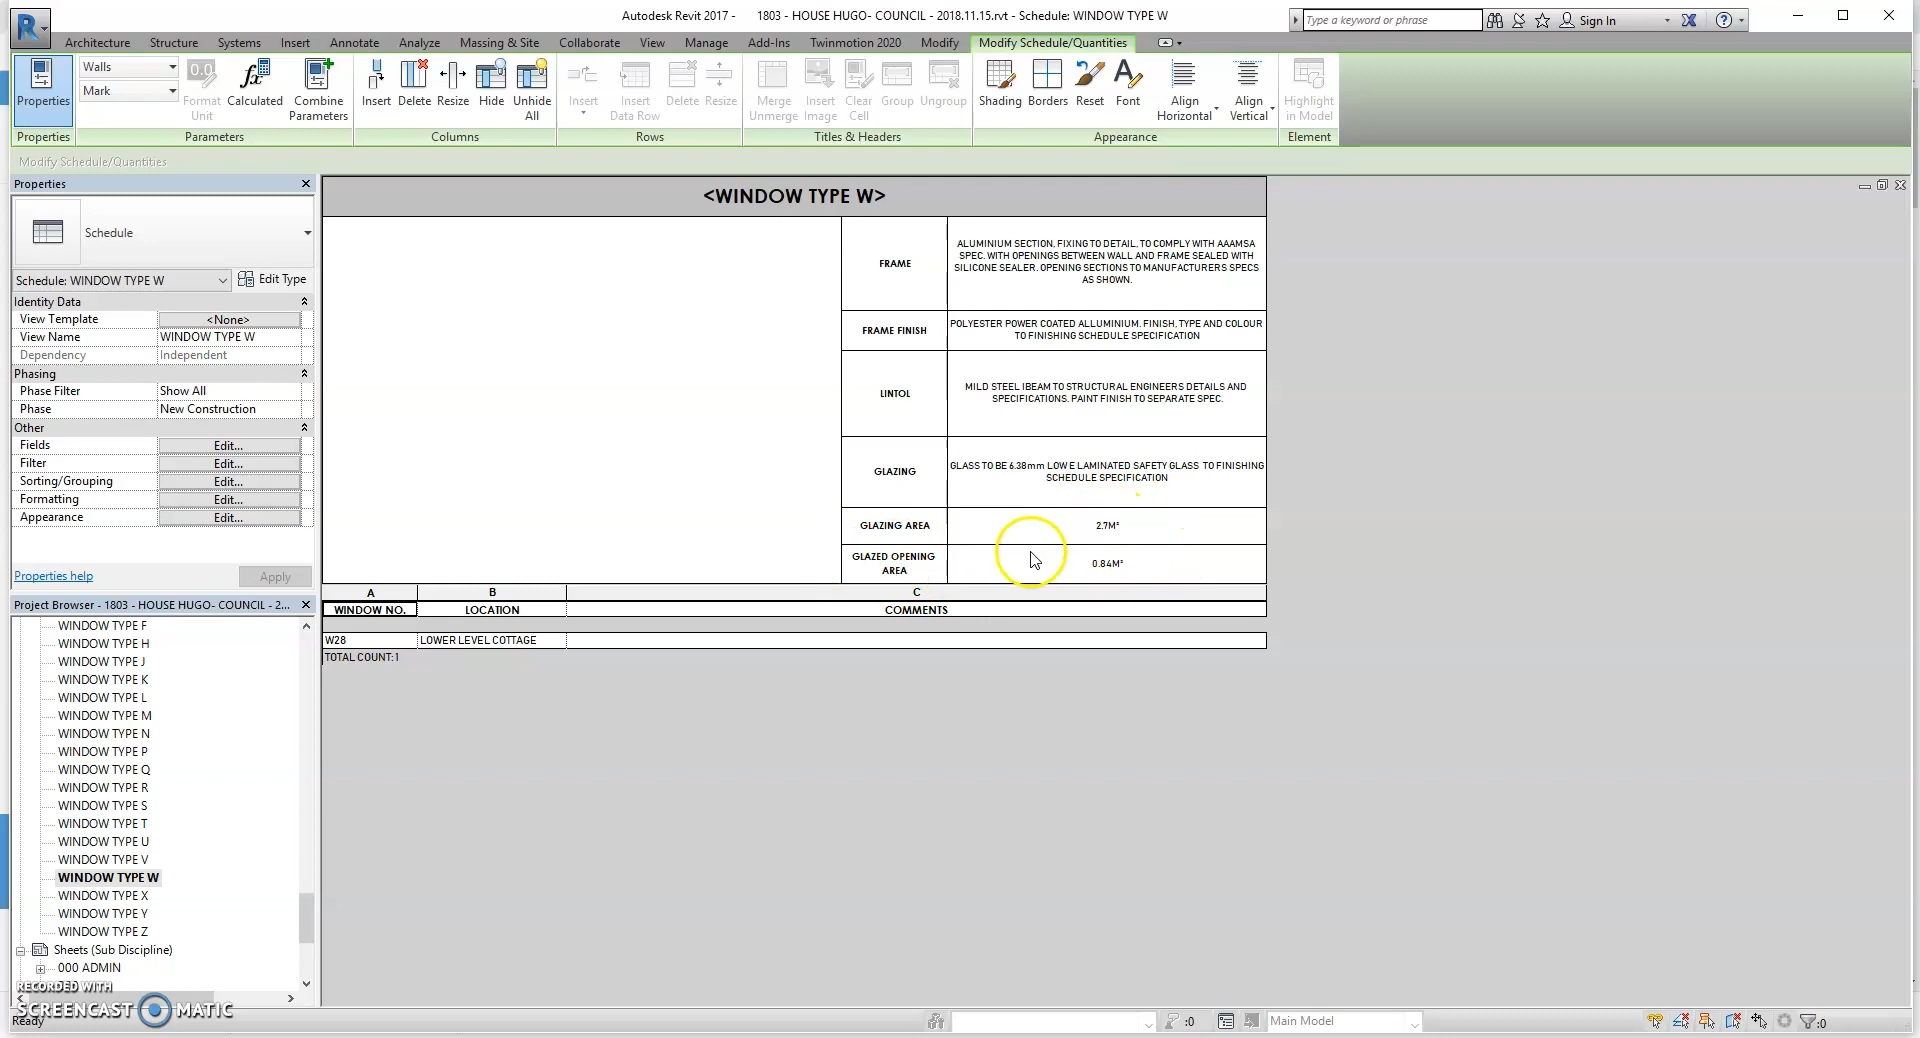 Autodesk Revit 2017 - 1803 - HOUSE HUGO- COUNCIL - 2018.11.15.rvt - Schedule: WINDOW TYPE W
Type a keyword or phrase
Sign In
Architecture Structure Systems Insert Annotate Analyze Massing & Site Collaborate View Manage Add-Ins Twinmotion 2020 Modify Modify Schedule/Quantities
Properties
Walls
Mark
Format Unit
Calculated
Combine Parameters
Insert
Delete
Resize
Hide
Unhide All
Insert
Insert Data Row
Delete
Resize
Merge Unmerge
Insert Image
Clear Cell
Group
Ungroup
Shading
Borders
Reset
Font
Align Horizontal
Align Vertical
Highlight in Model
Properties Parameters Columns Rows Titles & Headers Appearance Element
Modify Schedule/Quantities
Properties
Schedule
Schedule: WINDOW TYPE W
Edit Type
Identity Data
View Template <None>
View Name WINDOW TYPE W
Dependency Independent
Phasing
Phase Filter Show All
Phase New Construction
Other
Fields Edit...
Filter Edit...
Sorting/Grouping Edit...
Formatting Edit...
Appearance Edit...
Properties help
Apply
Project Browser - 1803 - HOUSE HUGO- COUNCIL - 2...
WINDOW TYPE F
WINDOW TYPE H
WINDOW TYPE J
WINDOW TYPE K
WINDOW TYPE L
WINDOW TYPE M
WINDOW TYPE N
WINDOW TYPE P
WINDOW TYPE Q
WINDOW TYPE R
WINDOW TYPE S
WINDOW TYPE T
WINDOW TYPE U
WINDOW TYPE V
WINDOW TYPE W
WINDOW TYPE X
WINDOW TYPE Y
WINDOW TYPE Z
Sheets (Sub Discipline)
000 ADMIN
<WINDOW TYPE W>
FRAME
ALUMINIUM SECTION, FIXING TO DETAIL, TO COMPLY WITH AAAMSA
SPEC. WITH OPENINGS BETWEEN WALL AND FRAME SEALED WITH
SILICONE SEALER. OPENING SECTIONS TO MANUFACTURERS SPECS
AS SHOWN.
FRAME FINISH
POLYESTER POWER COATED ALLUMINIUM. FINISH, TYPE AND COLOUR
TO FINISHING SCHEDULE SPECIFICATION
LINTOL
MILD STEEL IBEAM TO STRUCTURAL ENGINEERS DETAILS AND
SPECIFICATIONS. PAINT FINISH TO SEPARATE SPEC.
GLAZING
GLASS TO BE 6.38mm LOW E LAMINATED SAFETY GLASS TO FINISHING
SCHEDULE SPECIFICATION
GLAZING AREA 2.7M²
GLAZED OPENING
AREA
0.84M²
A B C
WINDOW NO. LOCATION COMMENTS
W28 LOWER LEVEL COTTAGE
TOTAL COUNT:1
RECORDED WITH
SCREENCAST MATIC
Ready
:0
Main Model
:0